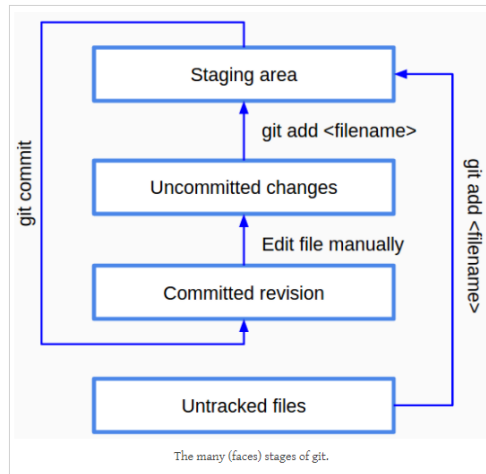 Staging area
git add <filename>
Uncommitted changes
Edit file manually
Committed revision
Untracked files
git commit
git add <filename>
The many (faces) stages of git.